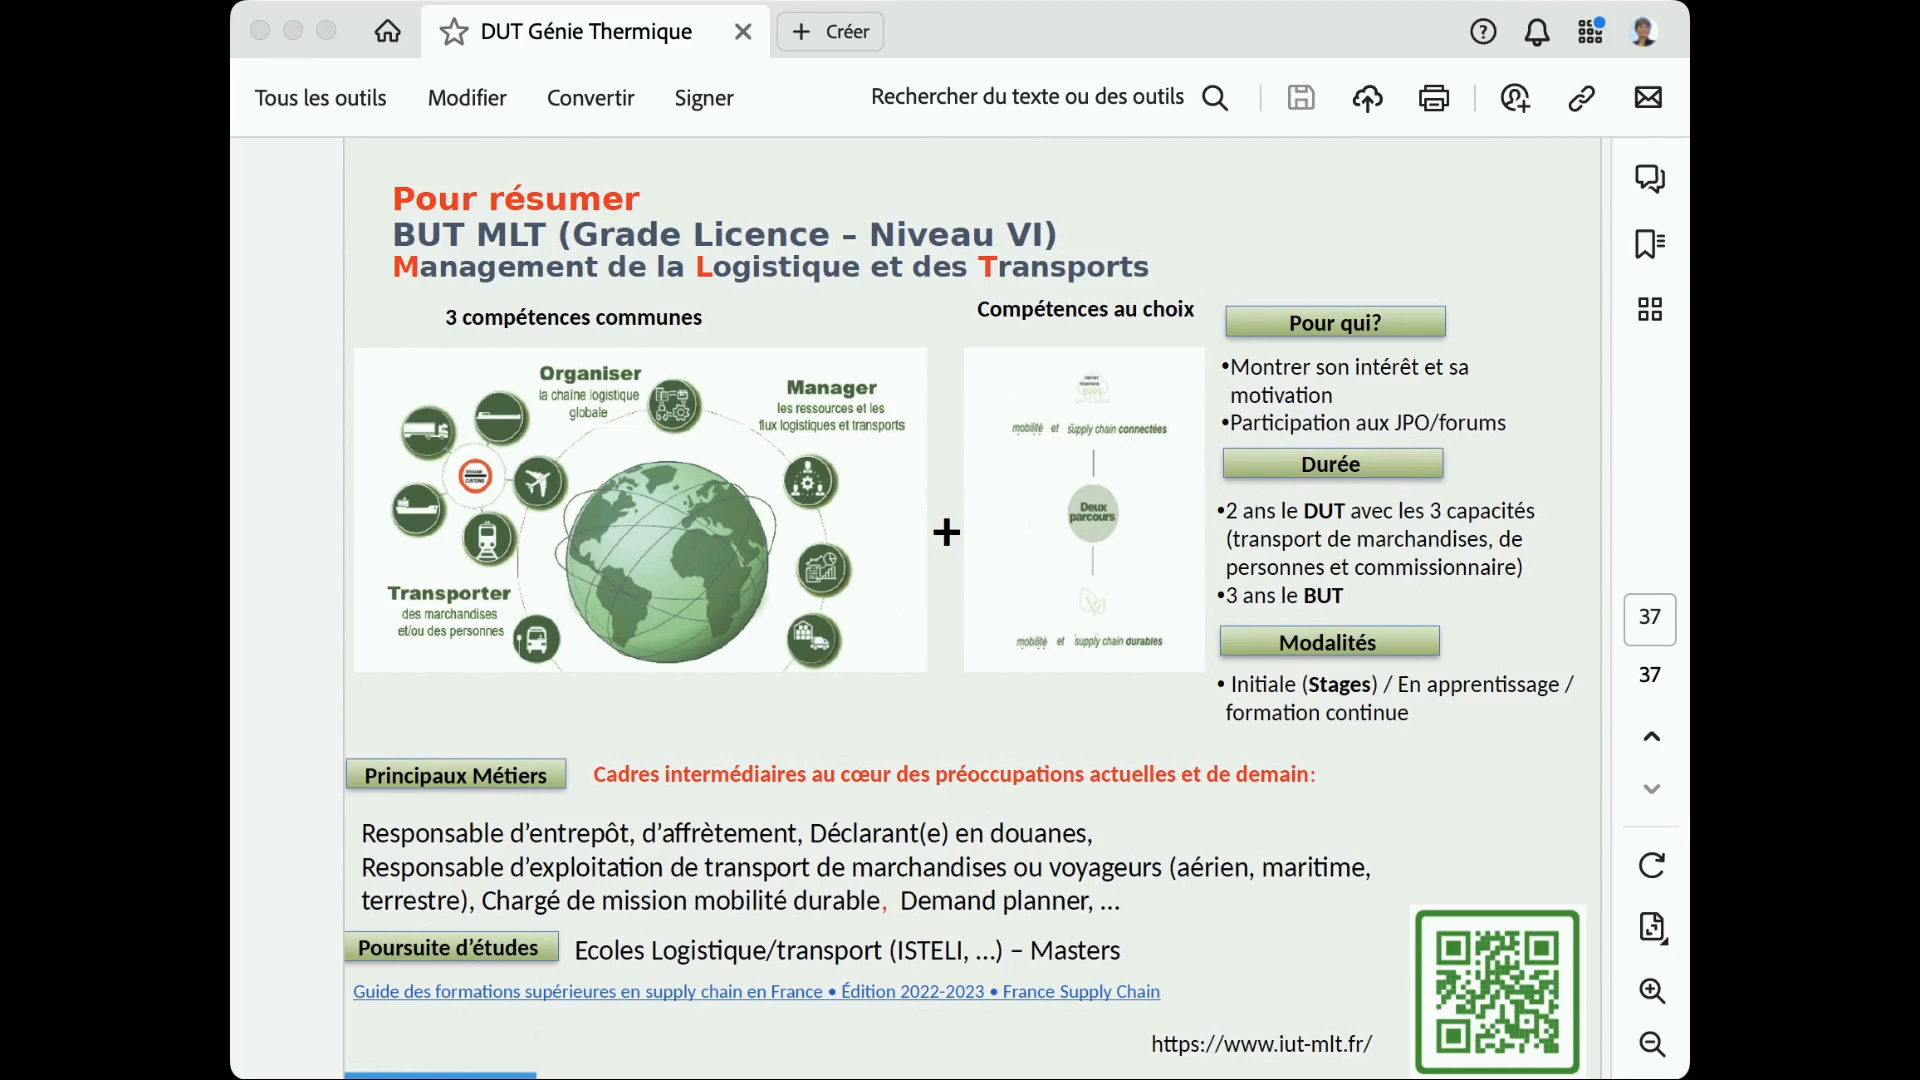 DUT Génie Thermique
Créer
Tous les outils
Modifier
Convertir
Signer
Rechercher du texte ou des outils
Pour résumer
BUT MLT (Grade Licence – Niveau VI)
Management de la Logistique et des Transports
3 compétences communes
Organiser
la chaîne logistique
globale
Manager
les ressources et les
flux logistiques et transports
DOUANE
CUSTOMS
Transporter
des marchandises
et/ou des personnes
+
Compétences au choix
mobilité et supply chain connectées
Deux
parcours
mobilité et supply chain durables
Pour qui?
•Montrer son intérêt et sa
motivation
•Participation aux JPO/forums
Durée
•2 ans le DUT avec les 3 capacités
(transport de marchandises, de
personnes et commissionnaire)
•3 ans le BUT
Modalités
• Initiale (Stages) / En apprentissage /
formation continue
Principaux Métiers
Cadres intermédiaires au cœur des préoccupations actuelles et de demain:
Responsable d’entrepôt, d’affrètement, Déclarant(e) en douanes,
Responsable d’exploitation de transport de marchandises ou voyageurs (aérien, maritime,
terrestre), Chargé de mission mobilité durable, Demand planner, ...
Poursuite d’études
Ecoles Logistique/transport (ISTELI, ...) – Masters
Guide des formations supérieures en supply chain en France • Édition 2022-2023 • France Supply Chain
https://www.iut-mlt.fr/
37
37